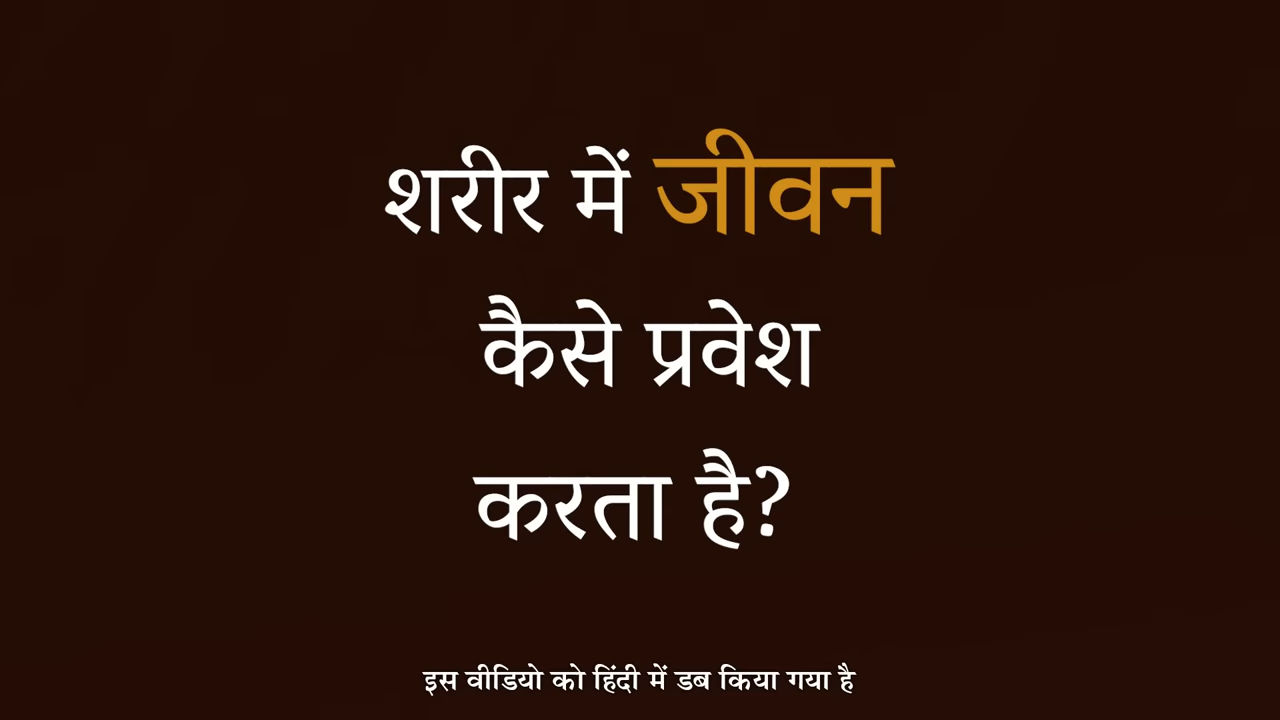 शरीर में जीवन
कैसे प्रवेश
करता है?
इस वीडियो को हिंदी में डब किया गया है